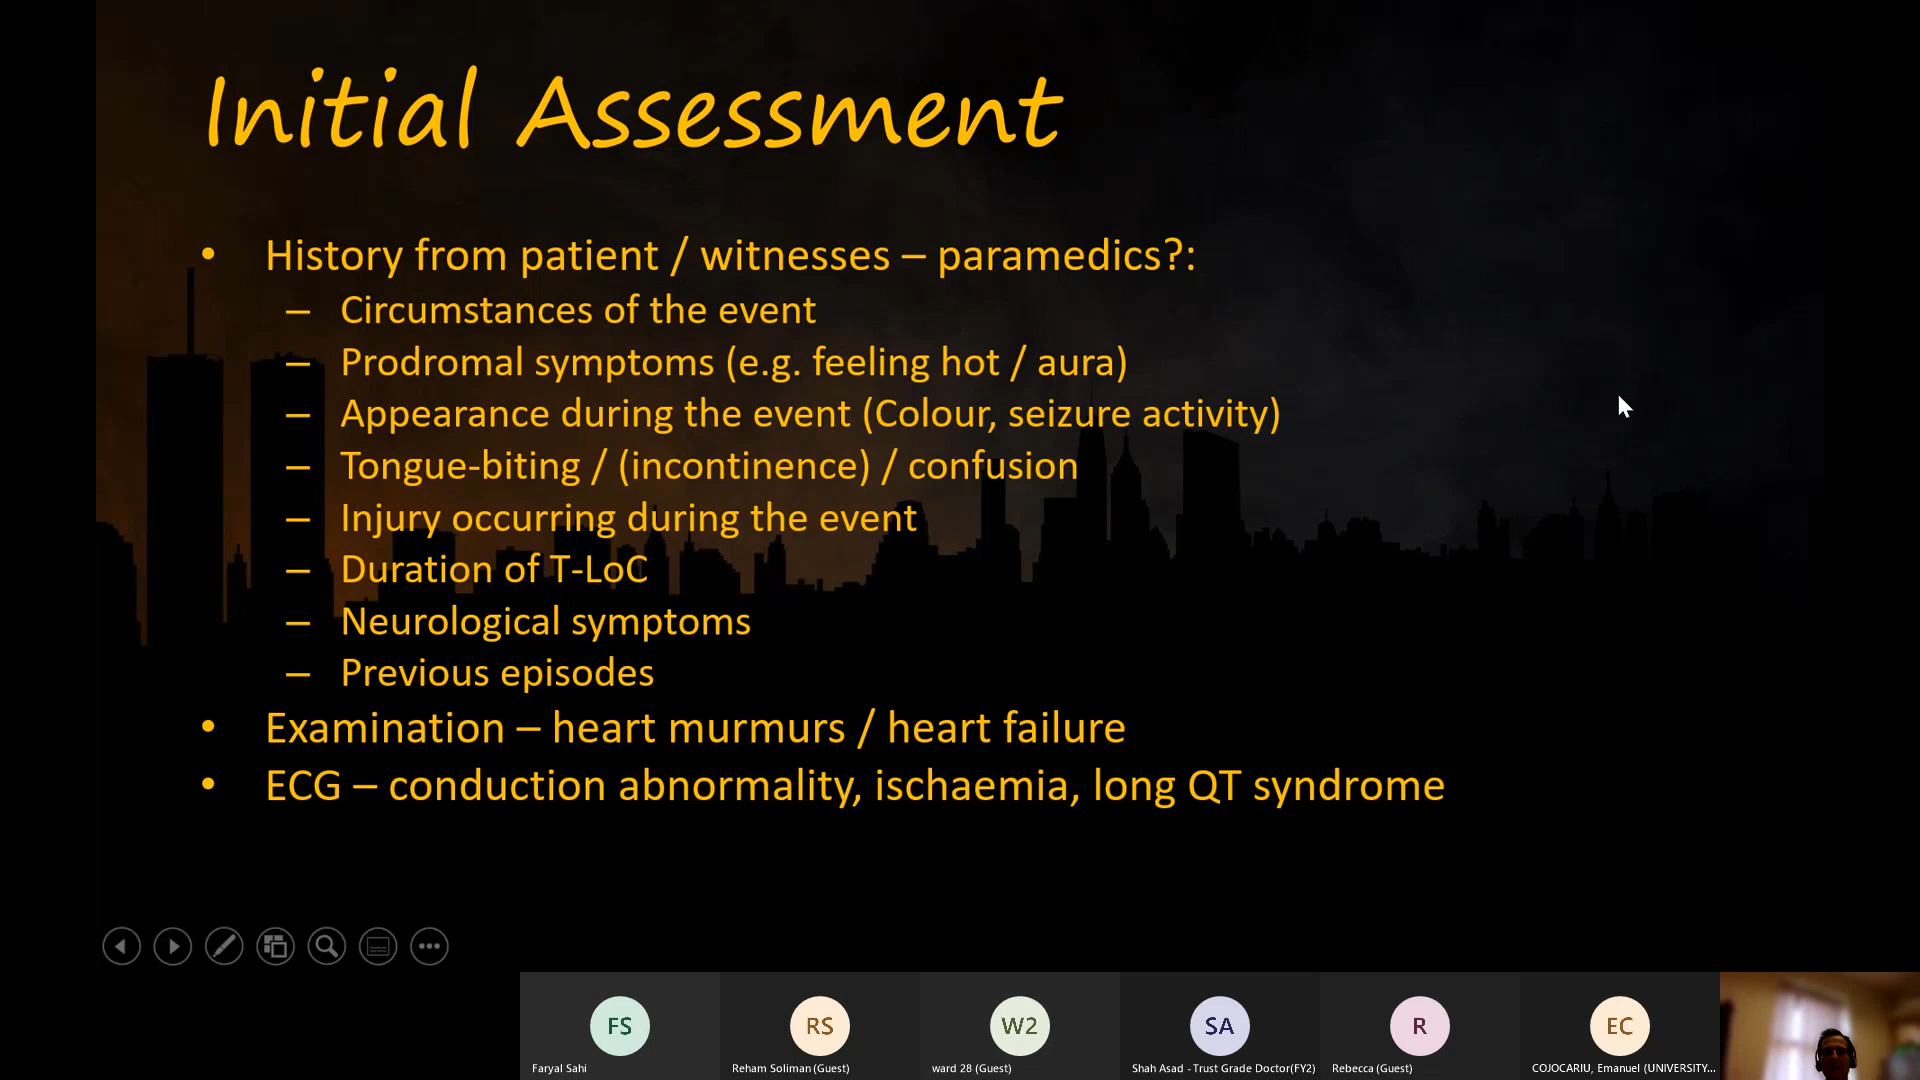 Initial Assessment
• History from patient / witnesses – paramedics?:
– Circumstances of the event
– Prodromal symptoms (e.g. feeling hot / aura)
– Appearance during the event (Colour, seizure activity)
– Tongue-biting / (incontinence) / confusion
– Injury occurring during the event
– Duration of T-LoC
– Neurological symptoms
– Previous episodes
• Examination – heart murmurs / heart failure
• ECG – conduction abnormality, ischaemia, long QT syndrome
FS
RS
W2
SA
R
EC
Faryal Sahi
Reham Soliman (Guest)
ward 28 (Guest)
Shah Asad - Trust Grade Doctor(FY2)
Rebecca (Guest)
COJOCARIU, Emanuel (UNIVERSITY...